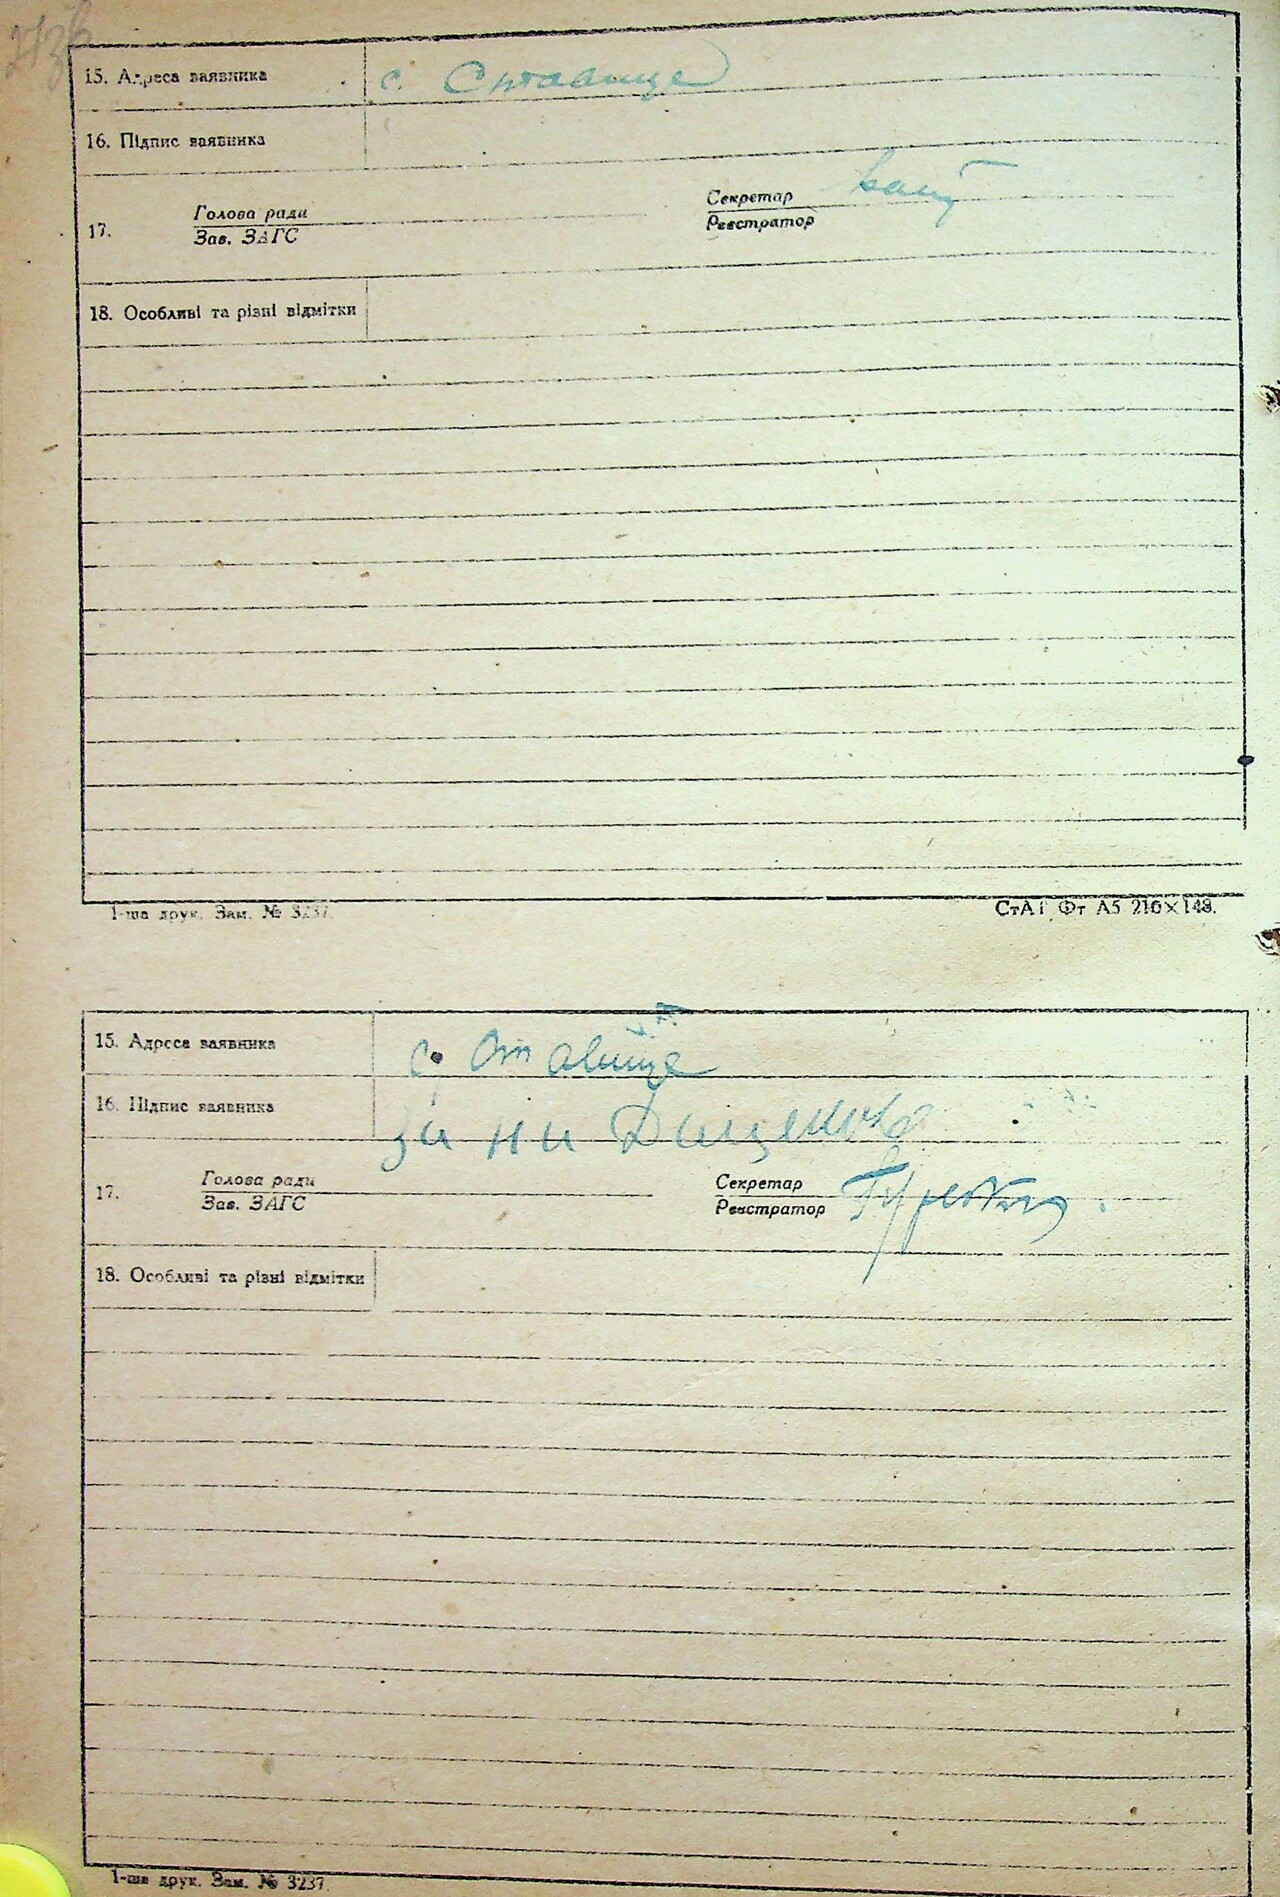 15. Адреса заявника с. Ставище
16. Підпис заявника
17. Голова ради Секретар
Зав. ЗАГС Реєстратор
18. Особливі та різні відмітки
1-ша друк. Зам. № 3237. СтАІ Фт А5 210×148.
15. Адреса заявника с. Ставище
16. Підпис заявника
17. Голова ради Секретар
Зав. ЗАГС Реєстратор
18. Особливі та різні відмітки
1-ша друк. Зам. № 3237.